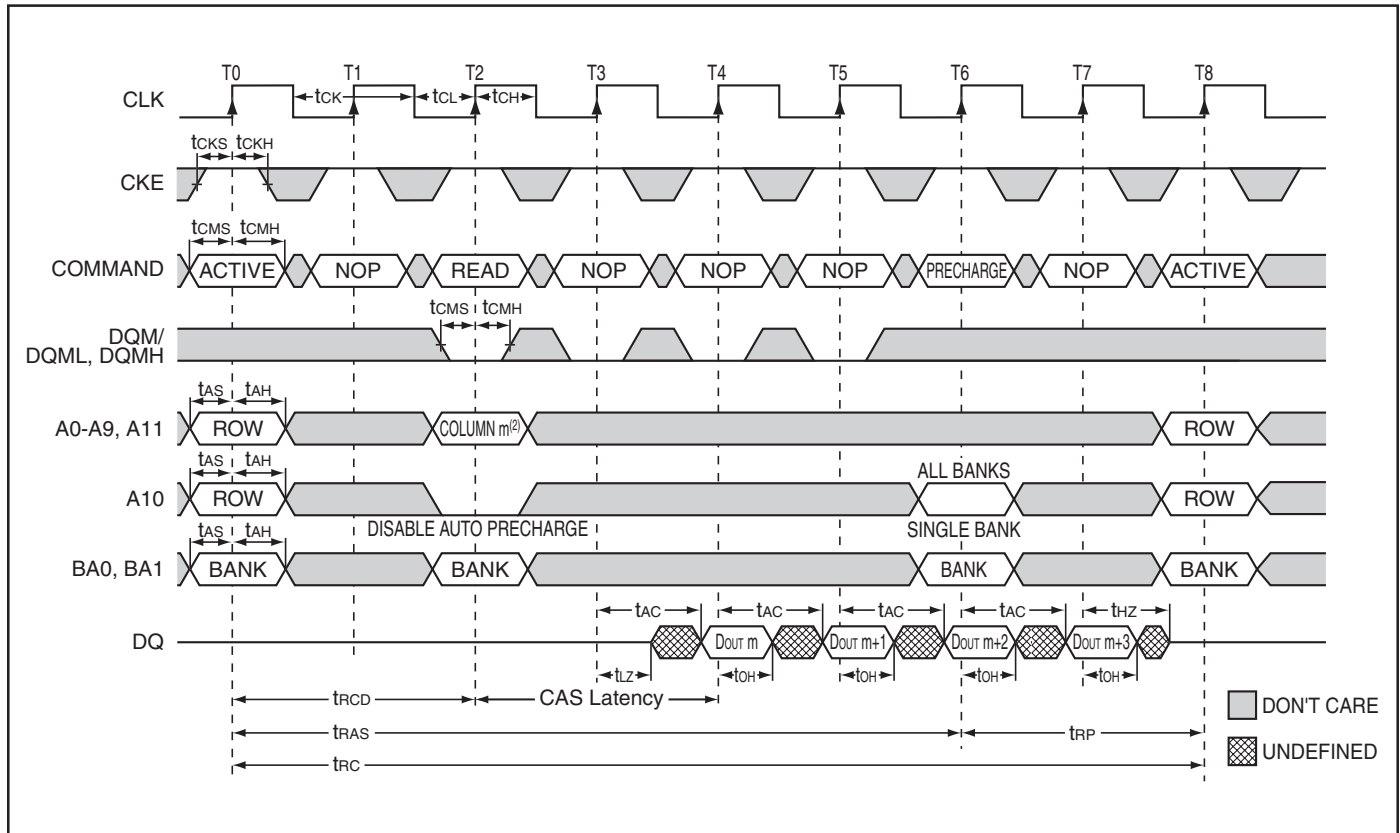 T0 T1 T2 T3 T4 T5 T6 T7 T8
CLK tCK tCL tCH
tCKS tCKH
CKE
tCMS tCMH
COMMAND ACTIVE NOP READ NOP NOP NOP PRECHARGE NOP ACTIVE
tCMS tCMH
DQM/
DQML, DQMH
tAS tAH
A0-A9, A11 ROW COLUMN m(2) ROW
tAS tAH ALL BANKS
A10 ROW ROW
DISABLE AUTO PRECHARGE SINGLE BANK
tAS tAH
BA0, BA1 BANK BANK BANK BANK
tAC tAC tAC tAC tHZ
DQ DOUT m DOUT m+1 DOUT m+2 DOUT m+3
tLZ tOH tOH tOH tOH
tRCD CAS Latency
DON'T CARE
tRAS tRP
UNDEFINED
tRC